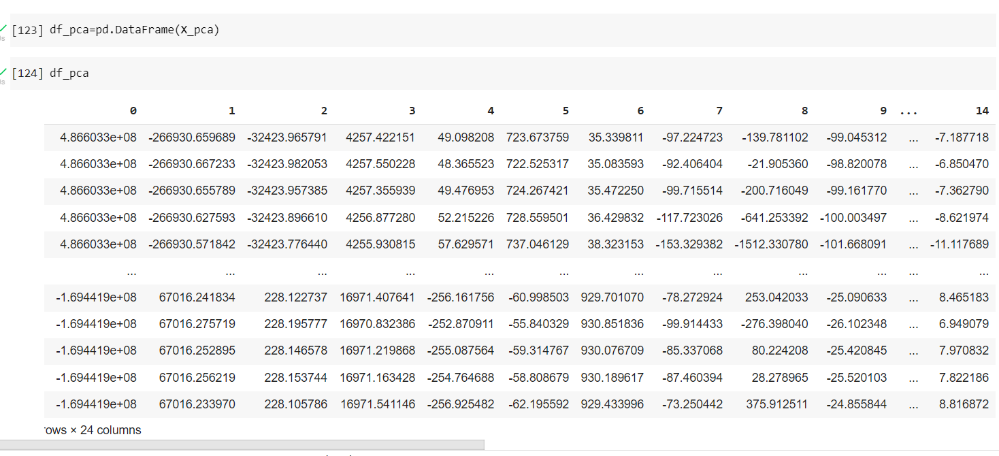 [123] df_pca=pd.DataFrame(X_pca)
[124] df_pca
0 1 2 3 4 5 6 7 8 9 ... 14
4.866033e+08 -266930.659689 -32423.965791 4257.422151 49.098208 723.673759 35.339811 -97.224723 -139.781102 -99.045312 ... -7.187718
4.866033e+08 -266930.667233 -32423.982053 4257.550228 48.365523 722.525317 35.083593 -92.406404 -21.905360 -98.820078 ... -6.850470
4.866033e+08 -266930.655789 -32423.957385 4257.355939 49.476953 724.267421 35.472250 -99.715514 -200.716049 -99.161770 ... -7.362790
4.866033e+08 -266930.627593 -32423.896610 4256.877280 52.215226 728.559501 36.429832 -117.723026 -641.253392 -100.003497 ... -8.621974
4.866033e+08 -266930.571842 -32423.776440 4255.930815 57.629571 737.046129 38.323153 -153.329382 -1512.330780 -101.668091 ... -11.117689
... ... ... ... ... ... ... ... ... ... ... ...
-1.694419e+08 67016.241834 228.122737 16971.407641 -256.161756 -60.998503 929.701070 -78.272924 253.042033 -25.090633 ... 8.465183
-1.694419e+08 67016.275719 228.195777 16970.832386 -252.870911 -55.840329 930.851836 -99.914433 -276.398040 -26.102348 ... 6.949079
-1.694419e+08 67016.252895 228.146578 16971.219868 -255.087564 -59.314767 930.076709 -85.337068 80.224208 -25.420845 ... 7.970832
-1.694419e+08 67016.256219 228.153744 16971.163428 -254.764688 -58.808679 930.189617 -87.460394 28.278965 -25.520103 ... 7.822186
-1.694419e+08 67016.233970 228.105786 16971.541146 -256.925482 -62.195592 929.433996 -73.250442 375.912511 -24.855844 ... 8.816872
ows × 24 columns